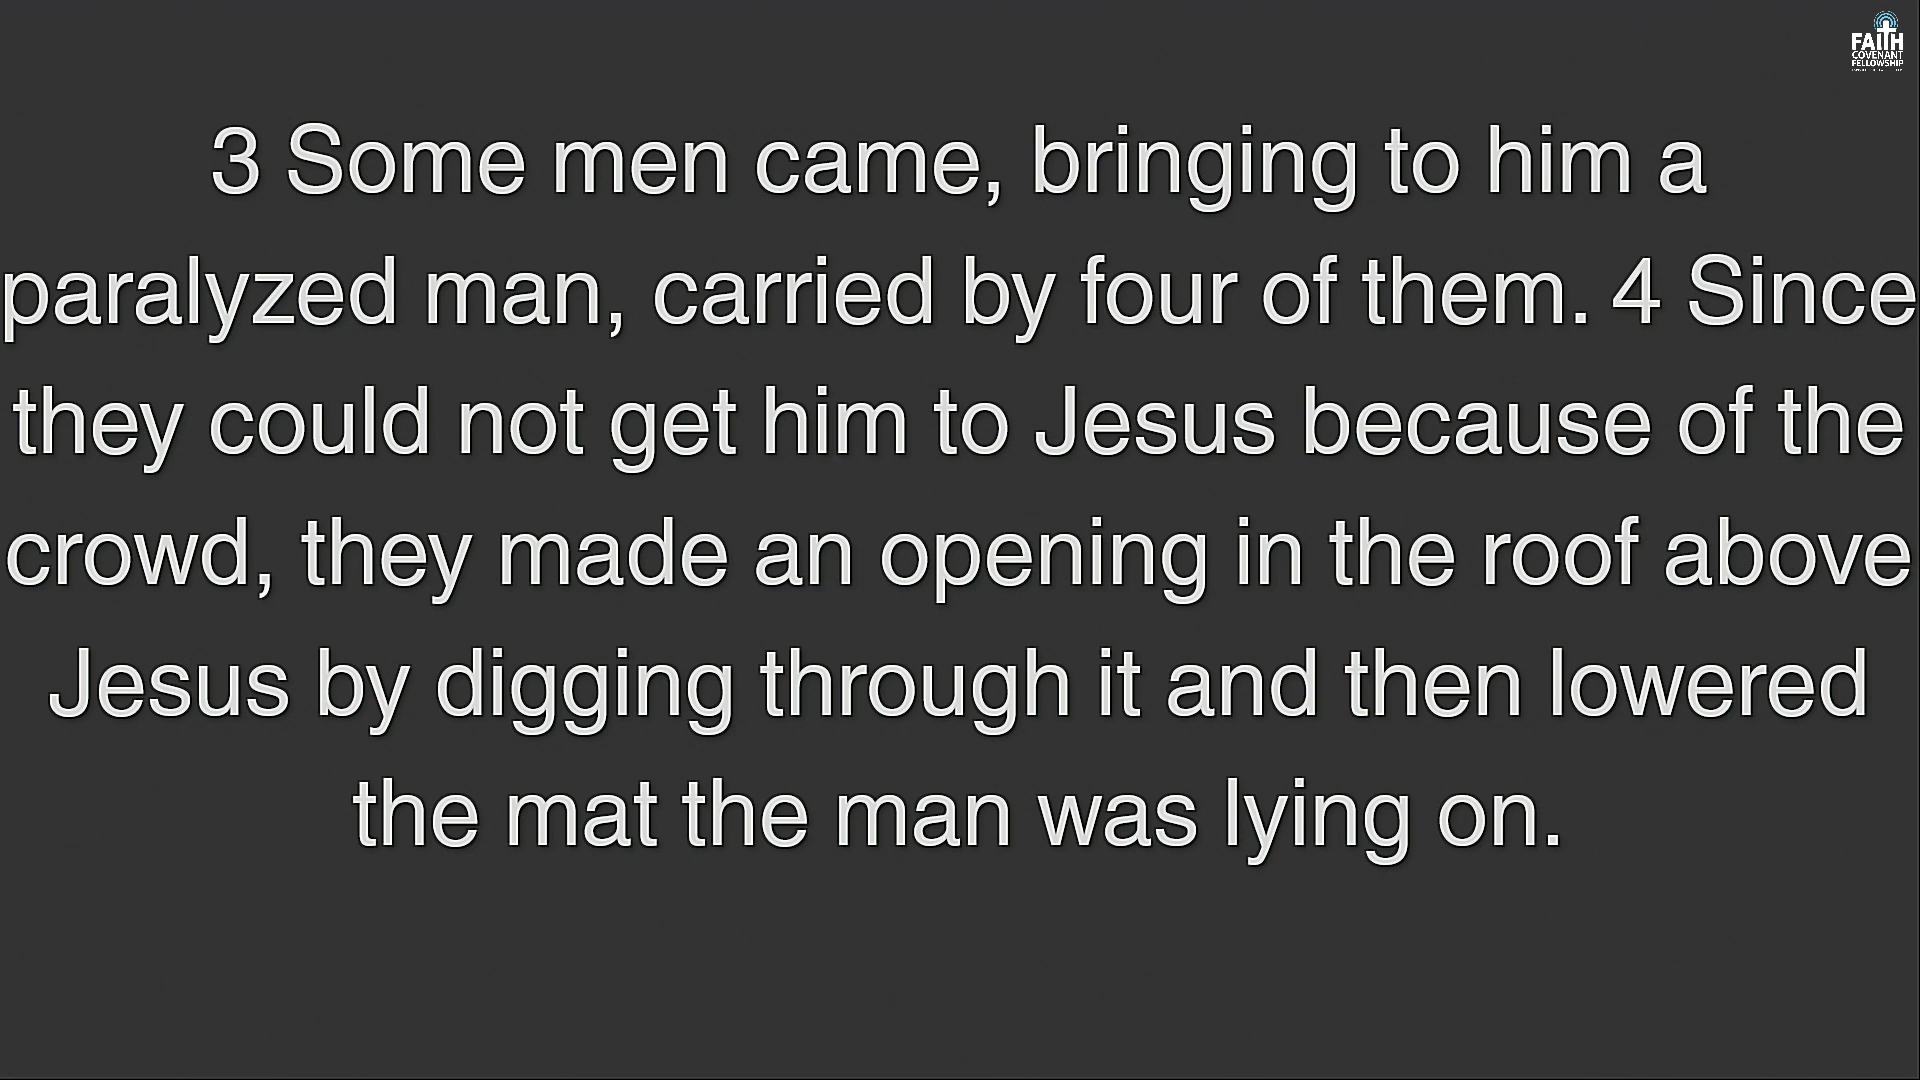 FAITH
COVENANT
FELLOWSHIP
3 Some men came, bringing to him a
paralyzed man, carried by four of them. 4 Since
they could not get him to Jesus because of the
crowd, they made an opening in the roof above
Jesus by digging through it and then lowered
the mat the man was lying on.